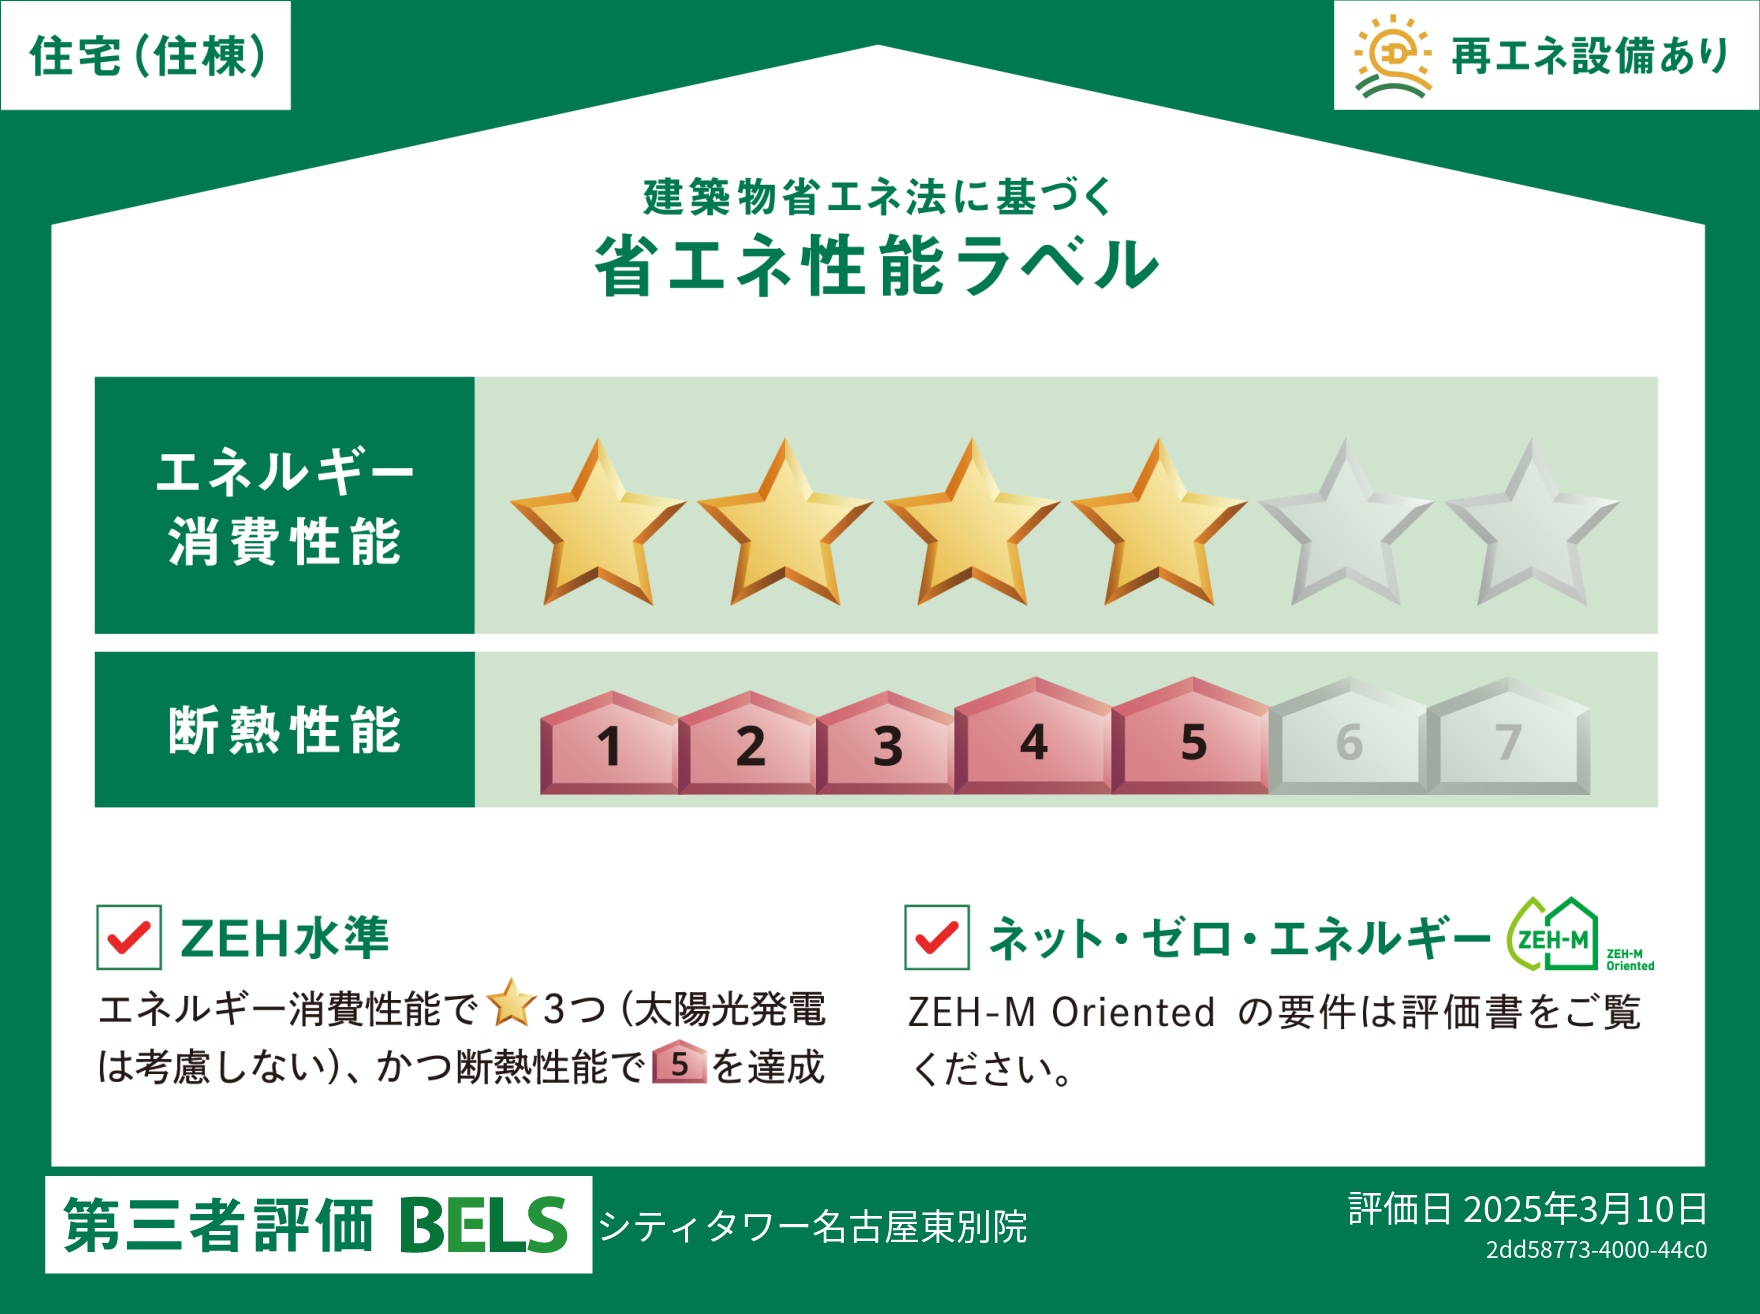 住宅（住棟）
再エネ設備あり
建築物省エネ法に基づく
省エネ性能ラベル
エネルギー
消費性能
断熱性能
1 2 3 4 5 6 7
ZEH水準
エネルギー消費性能で3つ（太陽光発電
は考慮しない）、かつ断熱性能で5を達成
ネット・ゼロ・エネルギー
ZEH-M
ZEH-M
Oriented
ZEH-M Oriented の要件は評価書をご覧
ください。
第三者評価 BELS
シティタワー名古屋東別院
評価日 2025年3月10日
2dd58773-4000-44c0